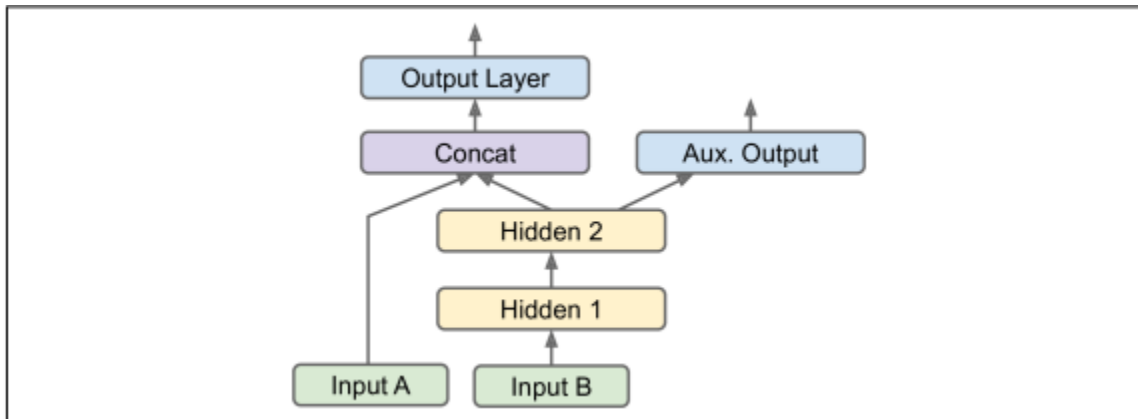 Output Layer
Concat
Aux. Output
Hidden 2
Hidden 1
Input A
Input B